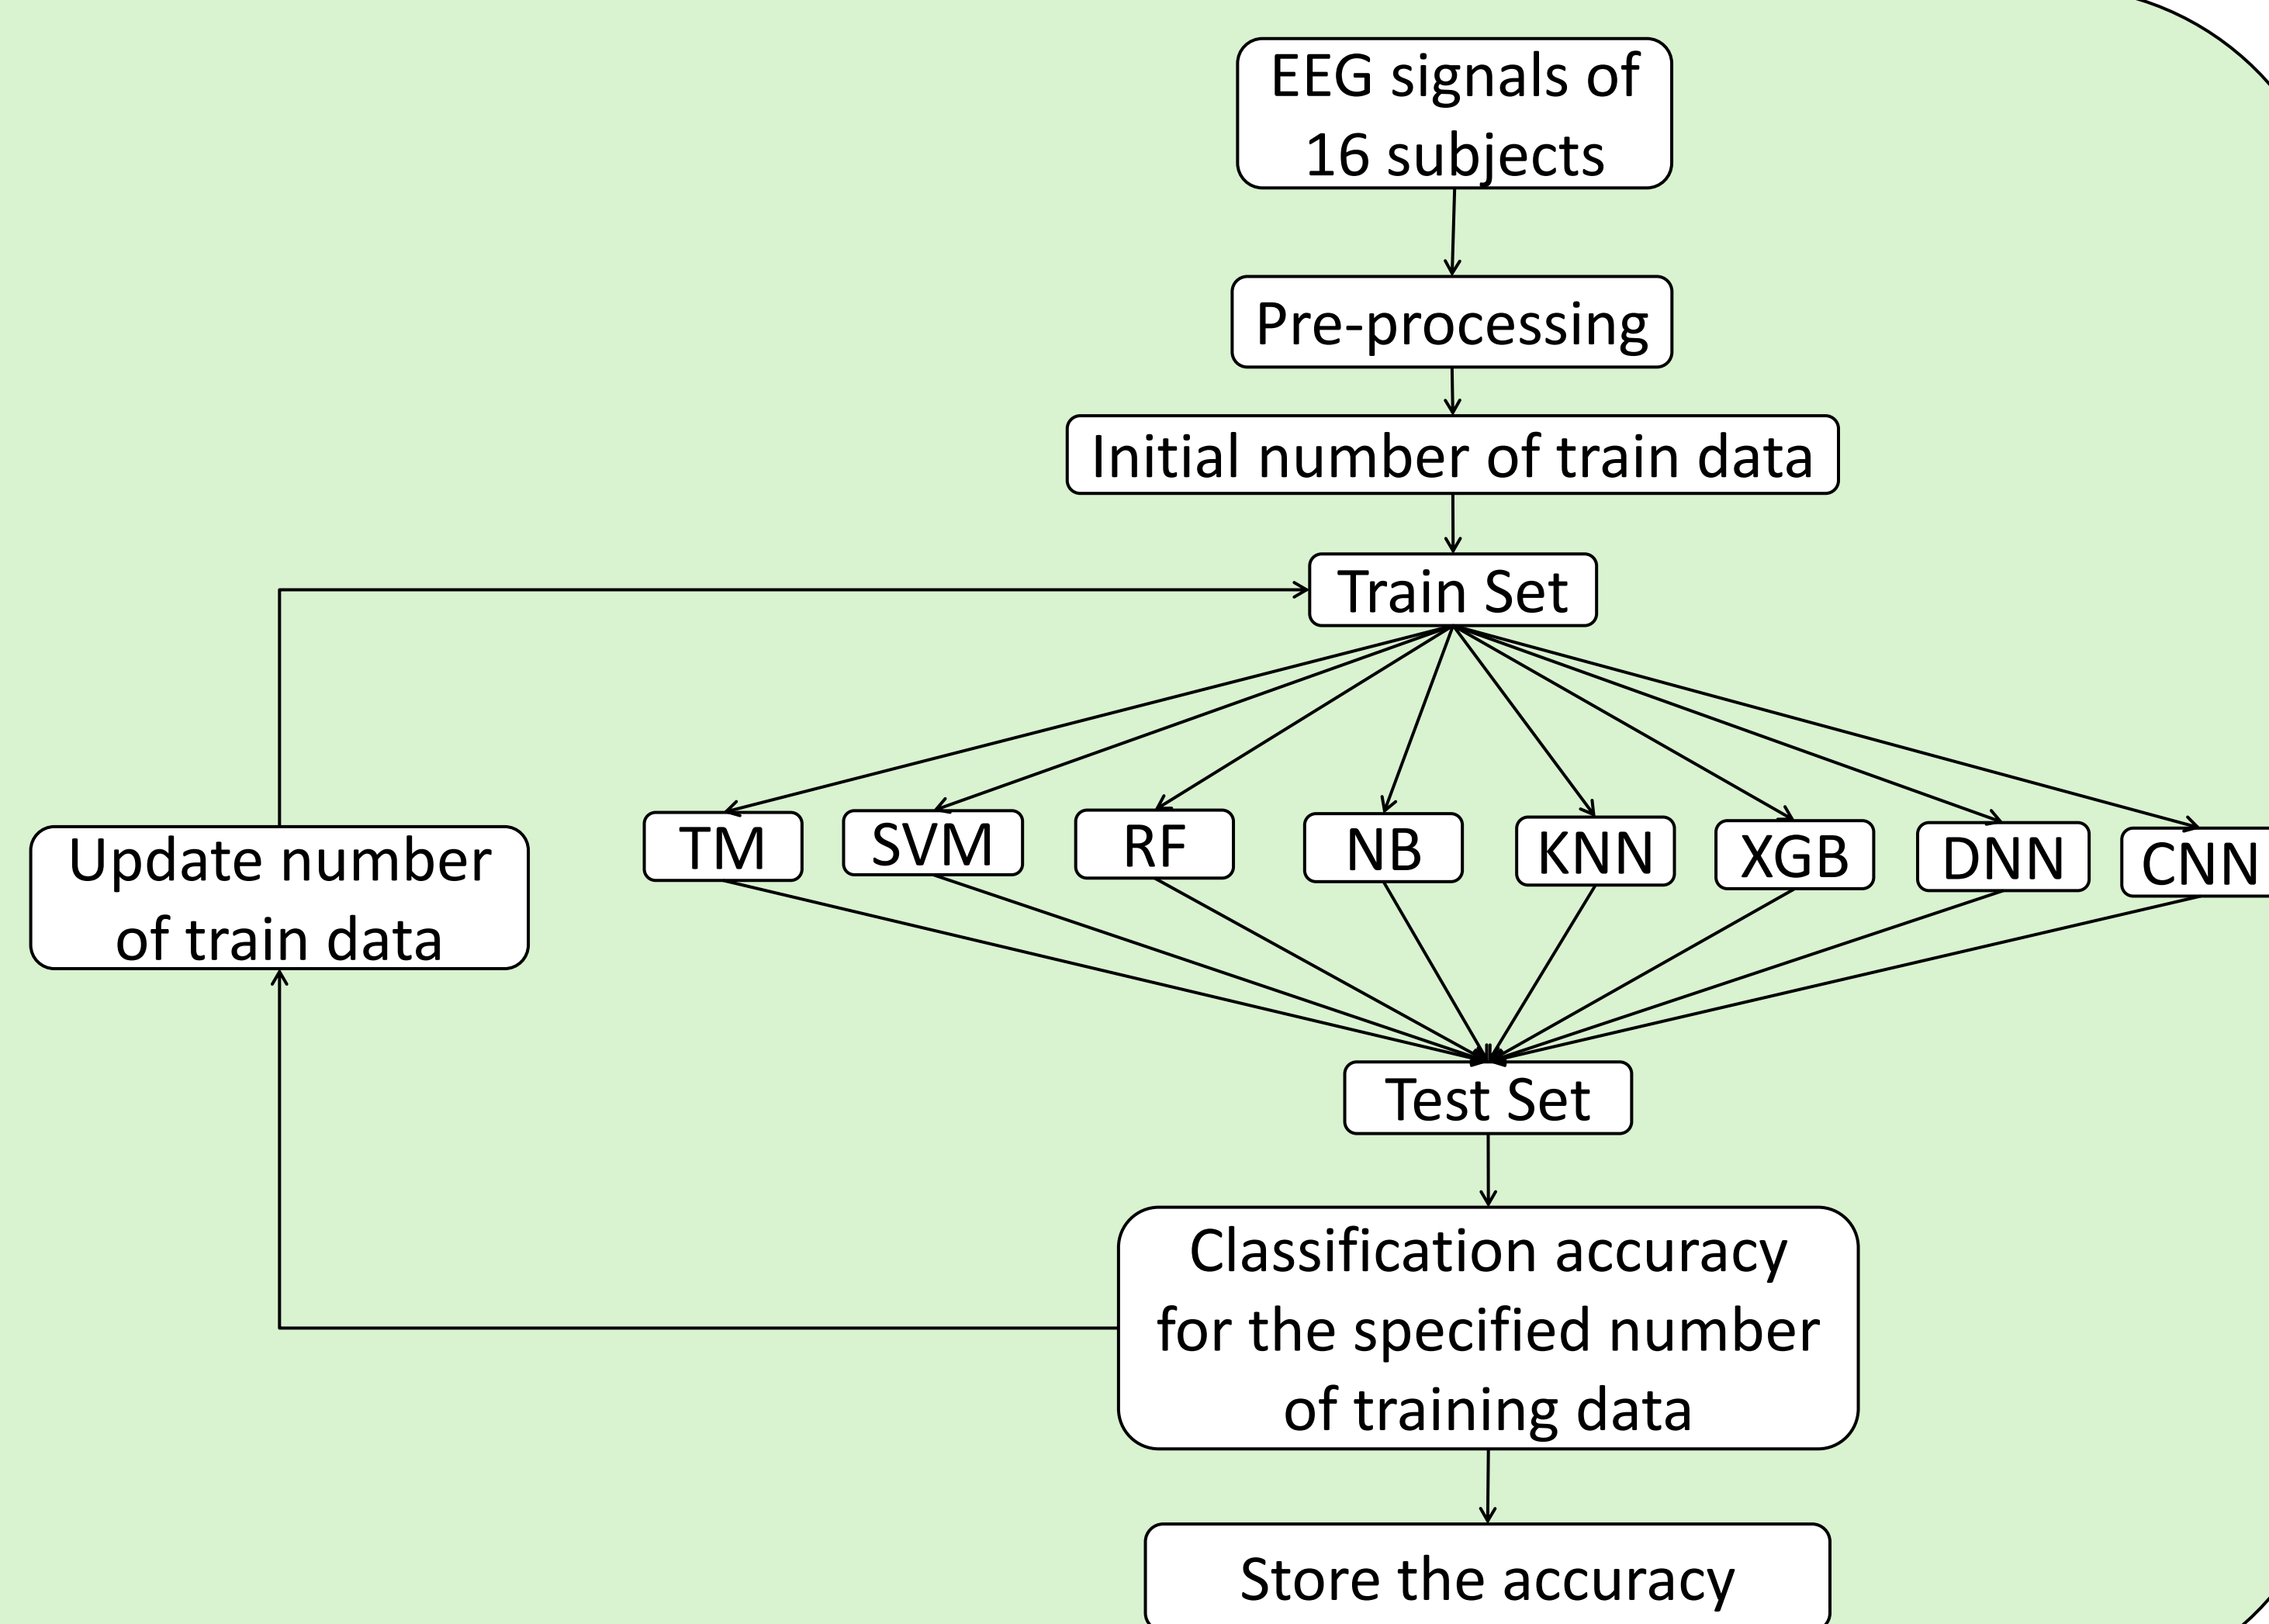 EEG signals of
16 subjects
Pre-processing
Initial number of train data
Train Set
Update number
of train data
TM
SVM
RF
NB
KNN
XGB
DNN
CNN
Test Set
Classification accuracy
for the specified number
of training data
Store the accuracy